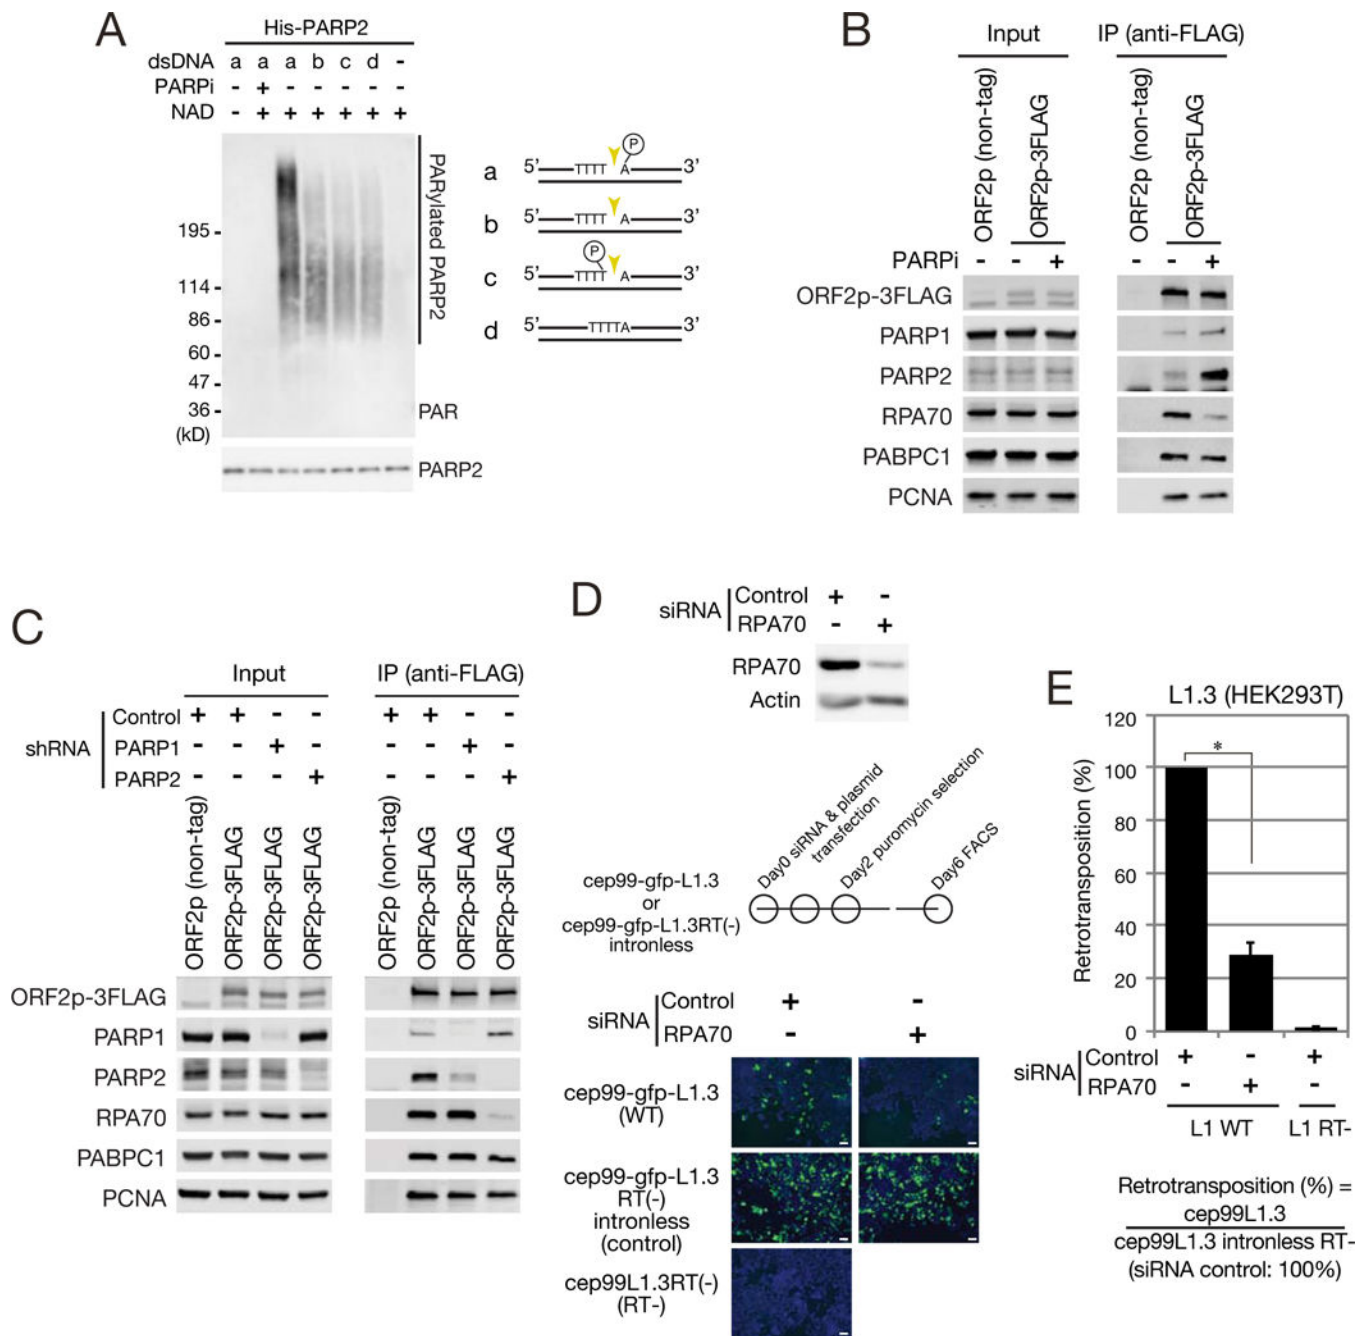 A
His-PARP2
dsDNA a a a b c d -
PARPi - + - - - - -
NAD - + + + + + +
195
114
86
60
47
36
(kD)
PARylated PARP2
PAR
PARP2
a 5’ TTTT A P 3’
b 5’ TTTT A 3’
c 5’ P TTTT A 3’
d 5’ TTTTA 3’
B
Input IP (anti-FLAG)
ORF2p (non-tag)
ORF2p-3FLAG
ORF2p (non-tag)
ORF2p-3FLAG
PARPi - - + - - +
ORF2p-3FLAG
PARP1
PARP2
RPA70
PABPC1
PCNA
C
Input IP (anti-FLAG)
shRNA
Control + + - - + + - -
PARP1 - - + - - - + -
PARP2 - - - + - - - +
ORF2p (non-tag)
ORF2p-3FLAG
ORF2p-3FLAG
ORF2p-3FLAG
ORF2p (non-tag)
ORF2p-3FLAG
ORF2p-3FLAG
ORF2p-3FLAG
ORF2p-3FLAG
PARP1
PARP2
RPA70
PABPC1
PCNA
D
siRNA
Control + -
RPA70 - +
RPA70
Actin
Day0 siRNA & plasmid
transfection
Day2 puromycin selection
Day6 FACS
cep99-gfp-L1.3
or
cep99-gfp-L1.3RT(-)
intronless
siRNA
Control + -
RPA70 - +
cep99-gfp-L1.3
(WT)
cep99-gfp-L1.3
RT(-)
intronless
(control)
cep99L1.3RT(-)
(RT-)
E
L1.3 (HEK293T)
Retrotransposition (%)
120
100
80
60
40
20
0
*
siRNA
Control + - +
RPA70 - + -
L1 WT L1 RT-
Retrotransposition (%) =
cep99L1.3
cep99L1.3 intronless RT-
(siRNA control: 100%)